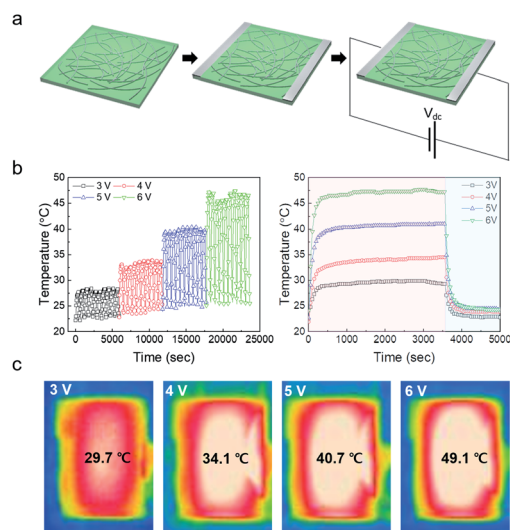 a
V dc
b
50
45
40
35
30
25
20
Temperature (°C)
3 V 4 V
5 V 6 V
0 5000 10000 15000 20000 25000
Time (sec)
50
45
40
35
30
25
20
Temperature (°C)
3V
4V
5V
6V
0 1000 2000 3000 4000 5000
Time (sec)
c
3 V 4 V 5 V 6 V
29.7 ℃ 34.1 ℃ 40.7 ℃ 49.1 ℃